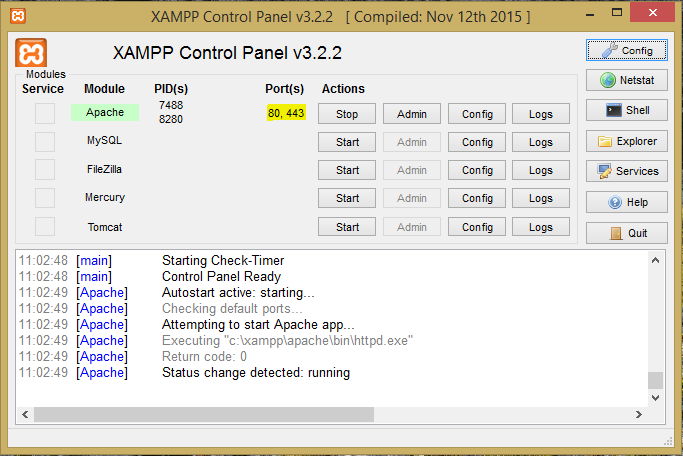 XAMPP Control Panel v3.2.2 [ Compiled: Nov 12th 2015 ]
XAMPP Control Panel v3.2.2
Config
Modules
Service Module PID(s) Port(s) Actions
Netstat
Apache 7488 8280 80, 443 Stop Admin Config Logs
Shell
MySQL Start Admin Config Logs
Explorer
FileZilla Start Admin Config Logs
Services
Mercury Start Admin Config Logs
Help
Tomcat Start Admin Config Logs
Quit
11:02:48 [main] Starting Check-Timer
11:02:48 [main] Control Panel Ready
11:02:49 [Apache] Autostart active: starting...
11:02:49 [Apache] Checking default ports...
11:02:49 [Apache] Attempting to start Apache app...
11:02:49 [Apache] Executing "c:\xampp\apache\bin\httpd.exe"
11:02:49 [Apache] Return code: 0
11:02:49 [Apache] Status change detected: running